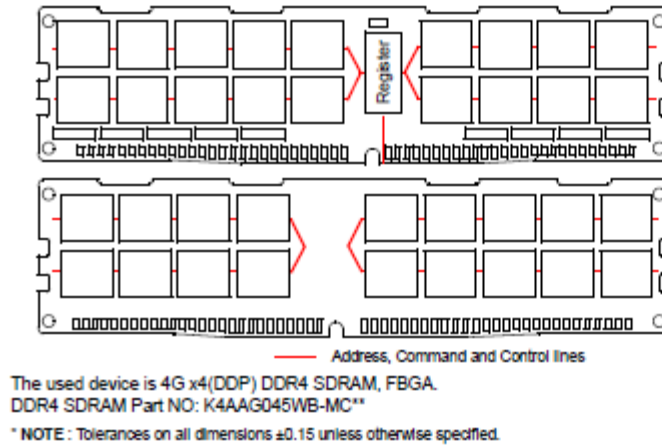 Register
Address, Command and Control lines
The used device is 4G x4(DDP) DDR4 SDRAM, FBGA.
DDR4 SDRAM Part NO: K4AAG045WB-MC**
* NOTE : Tolerances on all dimensions ±0.15 unless otherwise specified.